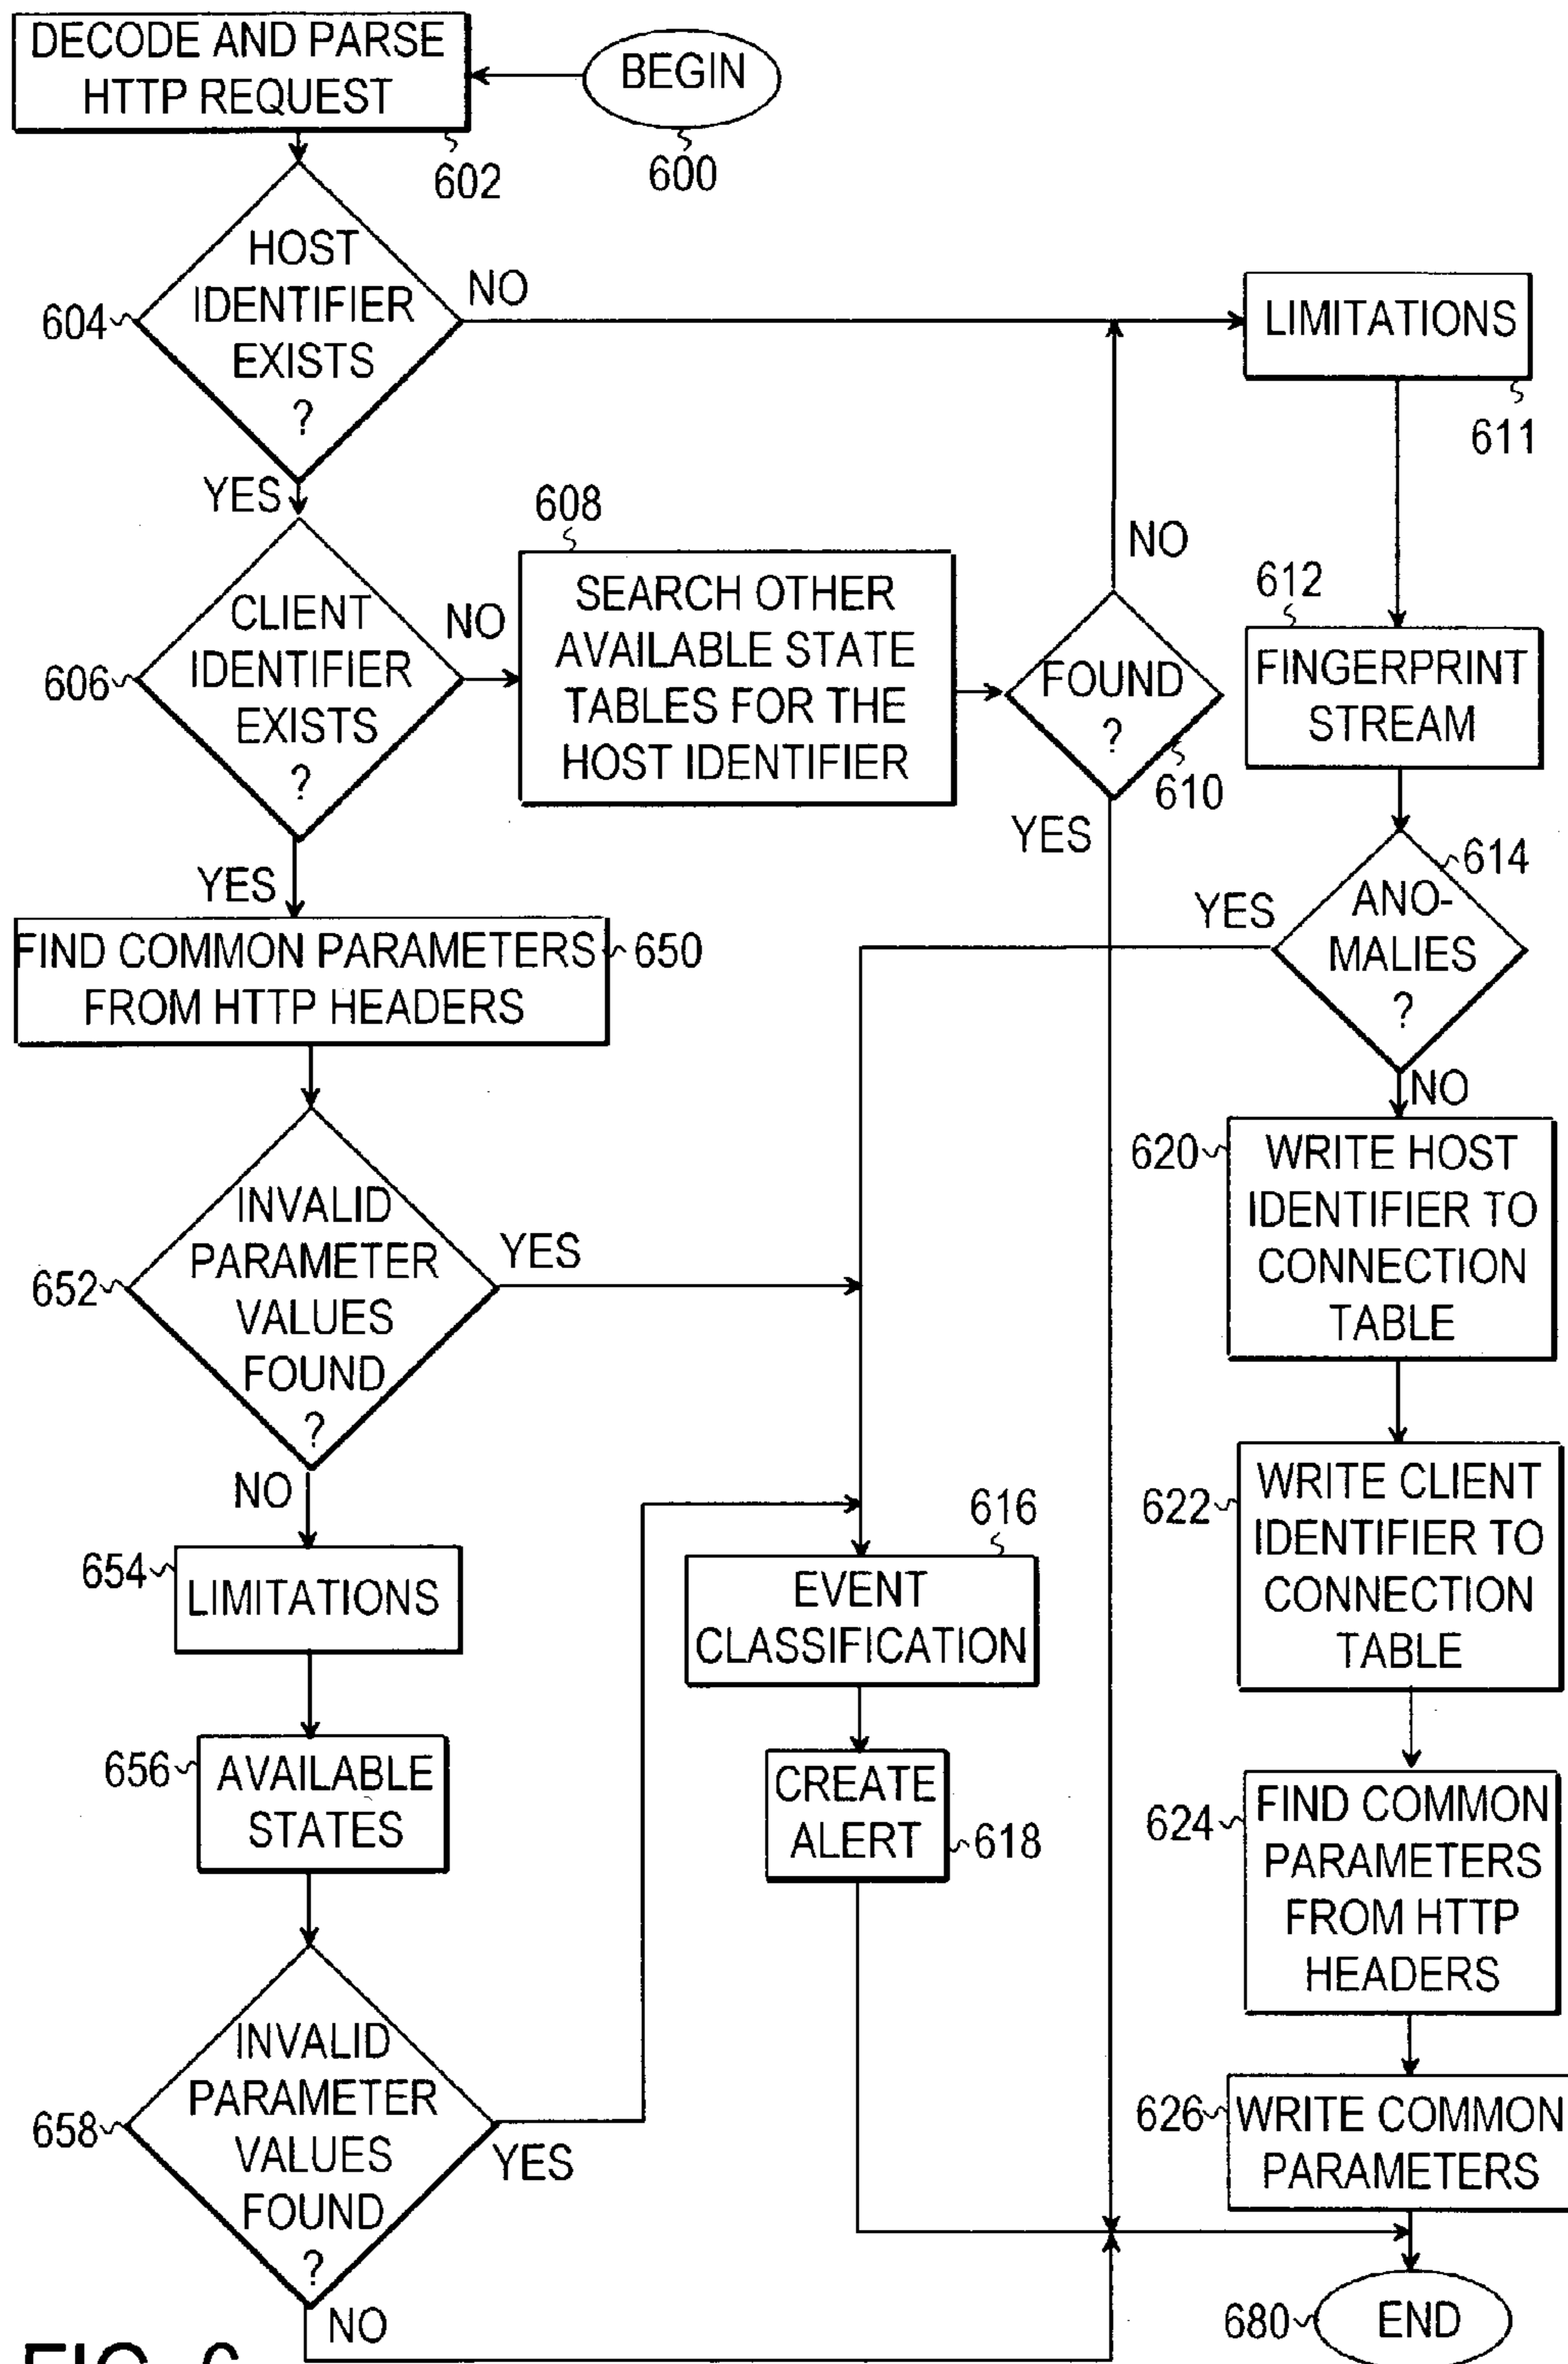 DECODE AND PARSE
HTTP REQUEST
602
BEGIN
600
HOST
IDENTIFIER
EXISTS
?
604
NO
YES
LIMITATIONS
611
CLIENT
IDENTIFIER
EXISTS
?
606
NO
YES
608
SEARCH OTHER
AVAILABLE STATE
TABLES FOR THE
HOST IDENTIFIER
FOUND
?
610
NO
YES
612
FINGERPRINT
STREAM
614
ANO-
MALIES
?
YES
NO
FIND COMMON PARAMETERS
FROM HTTP HEADERS
650
INVALID
PARAMETER
VALUES
FOUND
?
652
YES
NO
620
WRITE HOST
IDENTIFIER TO
CONNECTION
TABLE
622
WRITE CLIENT
IDENTIFIER TO
CONNECTION
TABLE
654
LIMITATIONS
616
EVENT
CLASSIFICATION
656
AVAILABLE
STATES
CREATE
ALERT
618
624
FIND COMMON
PARAMETERS
FROM HTTP
HEADERS
INVALID
PARAMETER
VALUES
FOUND
?
658
YES
NO
626
WRITE COMMON
PARAMETERS
680
END
FIG. 6